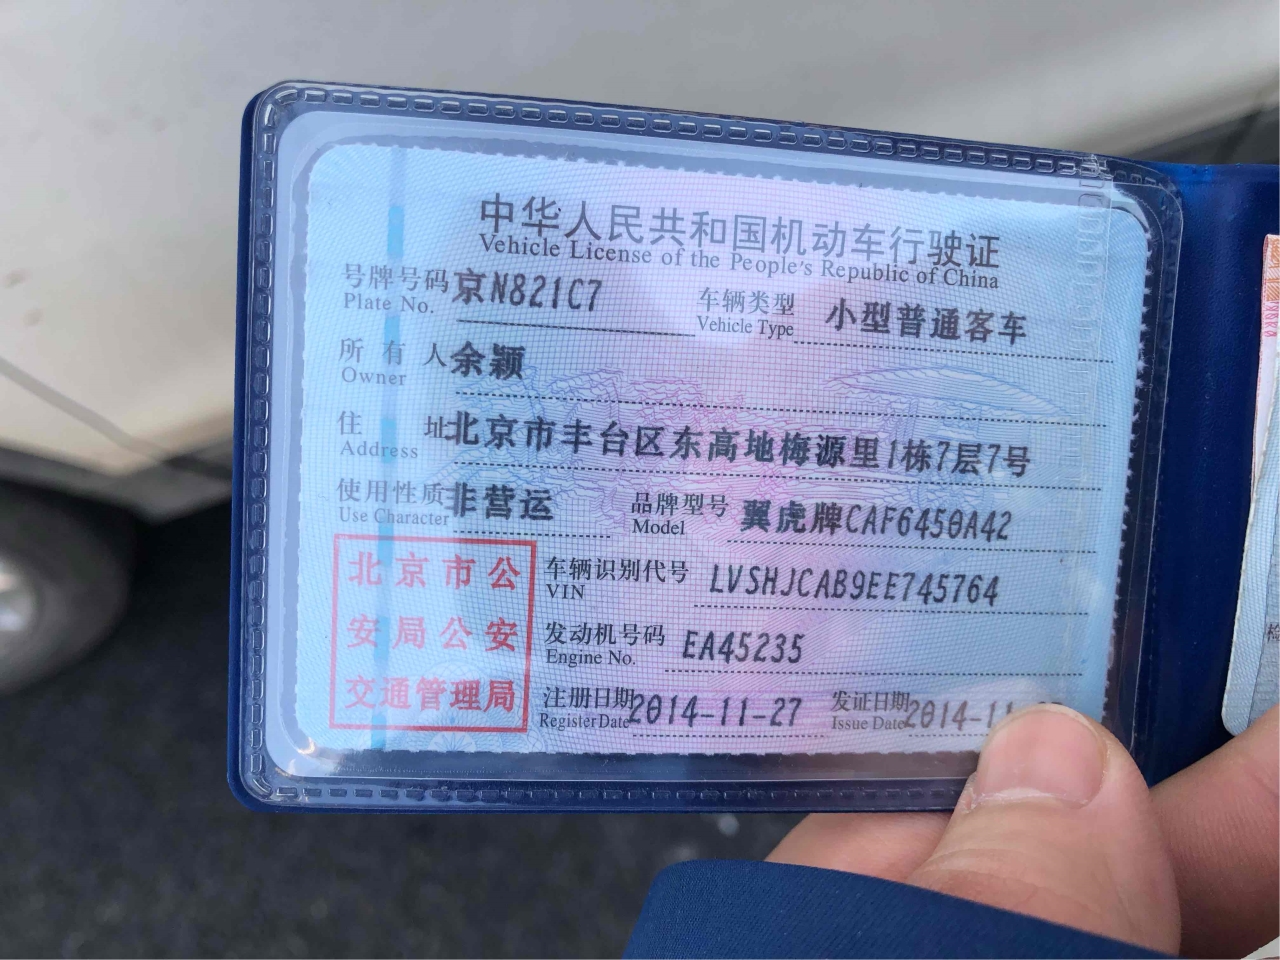 中华人民共和国机动车行驶证
Vehicle License of the People's Republic of China
号牌号码 京N821C7 车辆类型 小型普通客车
Plate No. Vehicle Type
所有人 余颖
Owner
住址 北京市丰台区东高地梅源里1栋7层7号
Address
使用性质 非营运 品牌型号 翼虎牌CAF6450A42
Use Character Model
北京市公
安局公安
交通管理局
车辆识别代号 LVSHJCAB9EE745764
VIN
发动机号码 EA45235
Engine No.
注册日期 2014-11-27 发证日期 2014-11
Register Date Issue Date